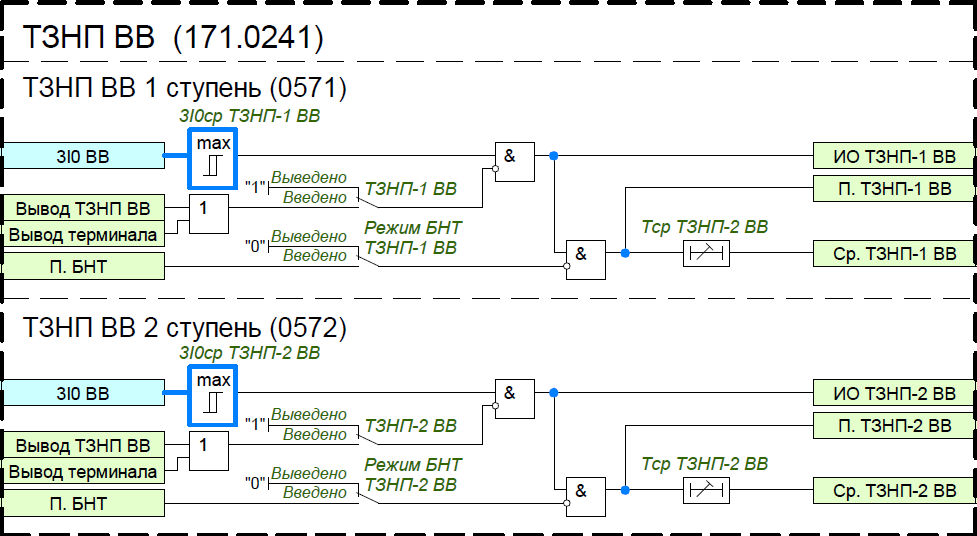 ТЗНП ВВ (171.0241)
ТЗНП ВВ 1 ступень (0571)
3I0ср ТЗНП-1 ВВ
3I0 ВВ
max
&
ИО ТЗНП-1 ВВ
"1"
Выведено
Введено
ТЗНП-1 ВВ
П. ТЗНП-1 ВВ
Вывод ТЗНП ВВ
1
Вывод терминала
"0"
Выведено
Введено
Режим БНТ
ТЗНП-1 ВВ
П. БНТ
&
Тср ТЗНП-2 ВВ
Ср. ТЗНП-1 ВВ
ТЗНП ВВ 2 ступень (0572)
3I0ср ТЗНП-2 ВВ
3I0 ВВ
max
&
ИО ТЗНП-2 ВВ
"1"
Выведено
Введено
ТЗНП-2 ВВ
П. ТЗНП-2 ВВ
Вывод ТЗНП ВВ
1
Вывод терминала
"0"
Выведено
Введено
Режим БНТ
ТЗНП-2 ВВ
П. БНТ
&
Тср ТЗНП-2 ВВ
Ср. ТЗНП-2 ВВ